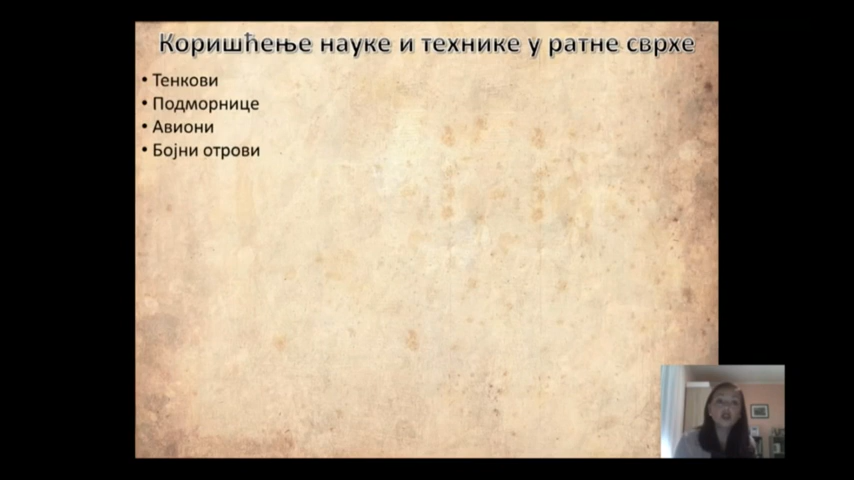 Коришћење науке и технике у ратне сврхе
• Тенкови
• Подморнице
• Авиони
• Бојни отрови